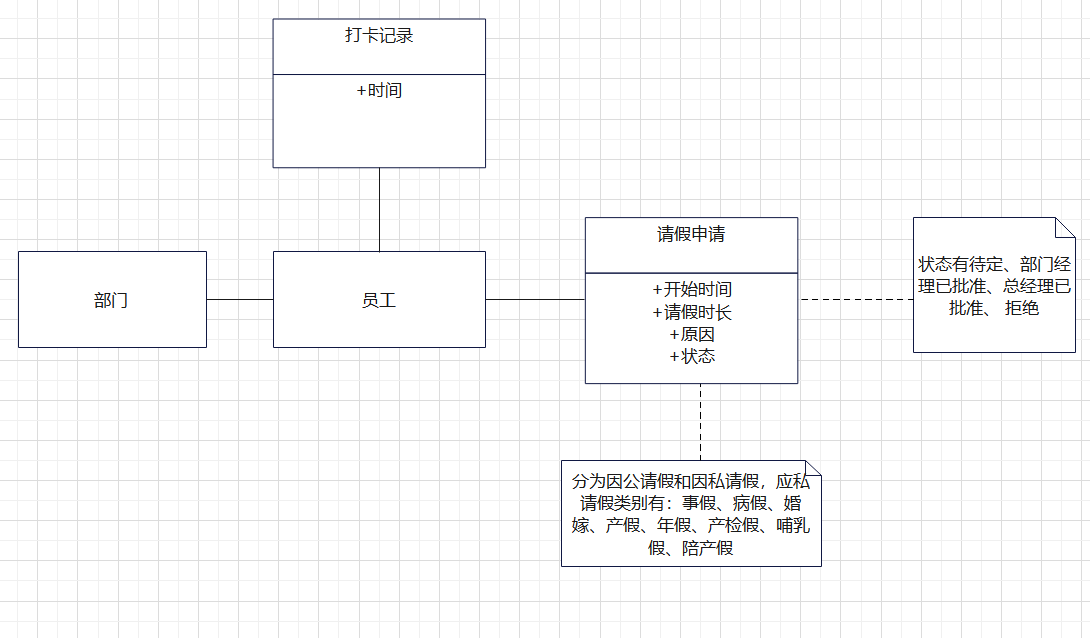 打卡记录
+时间
部门
员工
请假申请
+开始时间
+请假时长
+原因
+状态
状态有待定、部门经
理已批准、总经理已
批准、 拒绝
分为因公请假和因私请假，应私
请假类别有：事假、病假、婚
嫁、产假、年假、产检假、哺乳
假、陪产假